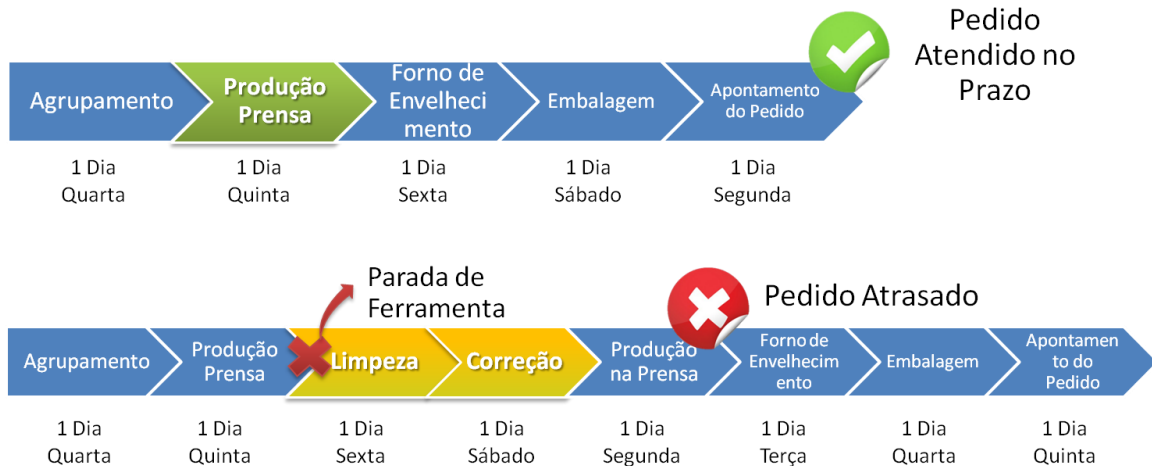 Pedido
Atendido no
Prazo
Agrupamento
Produção
Prensa
Forno de
Envelheci
mento
Embalagem
Apontamento
do Pedido
1 Dia
Quarta
1 Dia
Quinta
1 Dia
Sexta
1 Dia
Sábado
1 Dia
Segunda
Parada de
Ferramenta
Pedido Atrasado
Agrupamento
Produção
Prensa
Limpeza
Correção
Produção
na Prensa
Forno de
Envelhecim
ento
Embalagem
Apontamen
to do
Pedido
1 Dia
Quarta
1 Dia
Quinta
1 Dia
Sexta
1 Dia
Sábado
1 Dia
Segunda
1 Dia
Terça
1 Dia
Quarta
1 Dia
Quinta